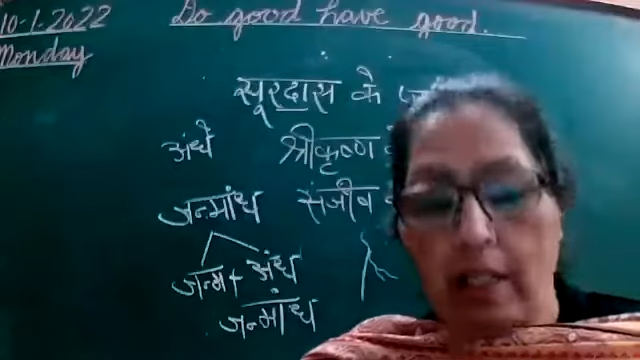 10-1-2022 Do good have good.
Monday
सूरदास के
अंधे श्रीकृष्ण
जन्मांध संजीव
जन्म + अंध
जन्मांध